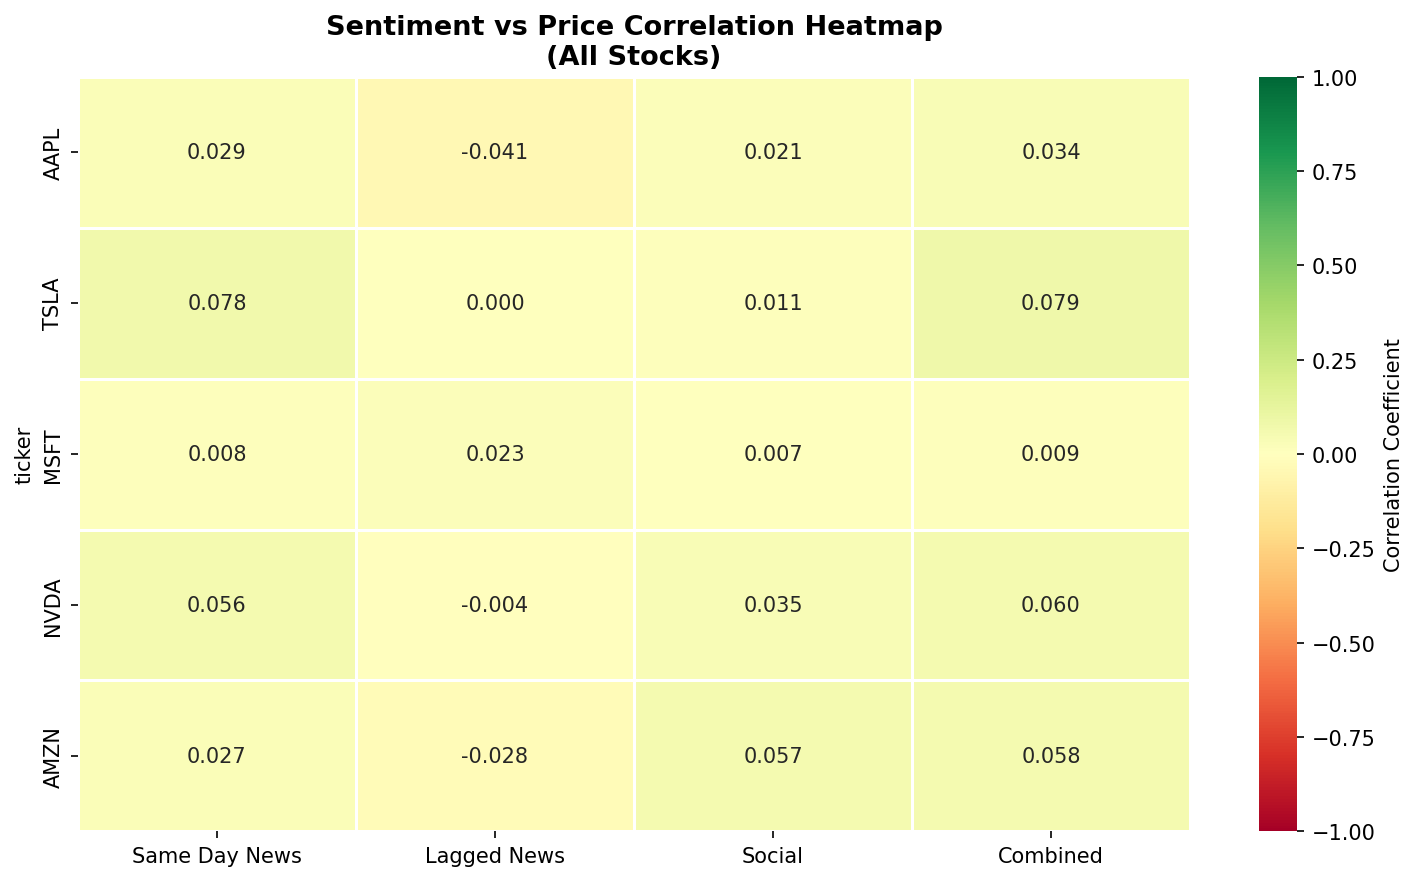 Sentiment vs Price Correlation Heatmap
(All Stocks)
ticker
AAPL 0.029 -0.041 0.021 0.034
TSLA 0.078 0.000 0.011 0.079
MSFT 0.008 0.023 0.007 0.009
NVDA 0.056 -0.004 0.035 0.060
AMZN 0.027 -0.028 0.057 0.058
Same Day News Lagged News Social Combined
1.00
0.75
0.50
0.25
0.00
−0.25
−0.50
−0.75
−1.00
Correlation Coefficient